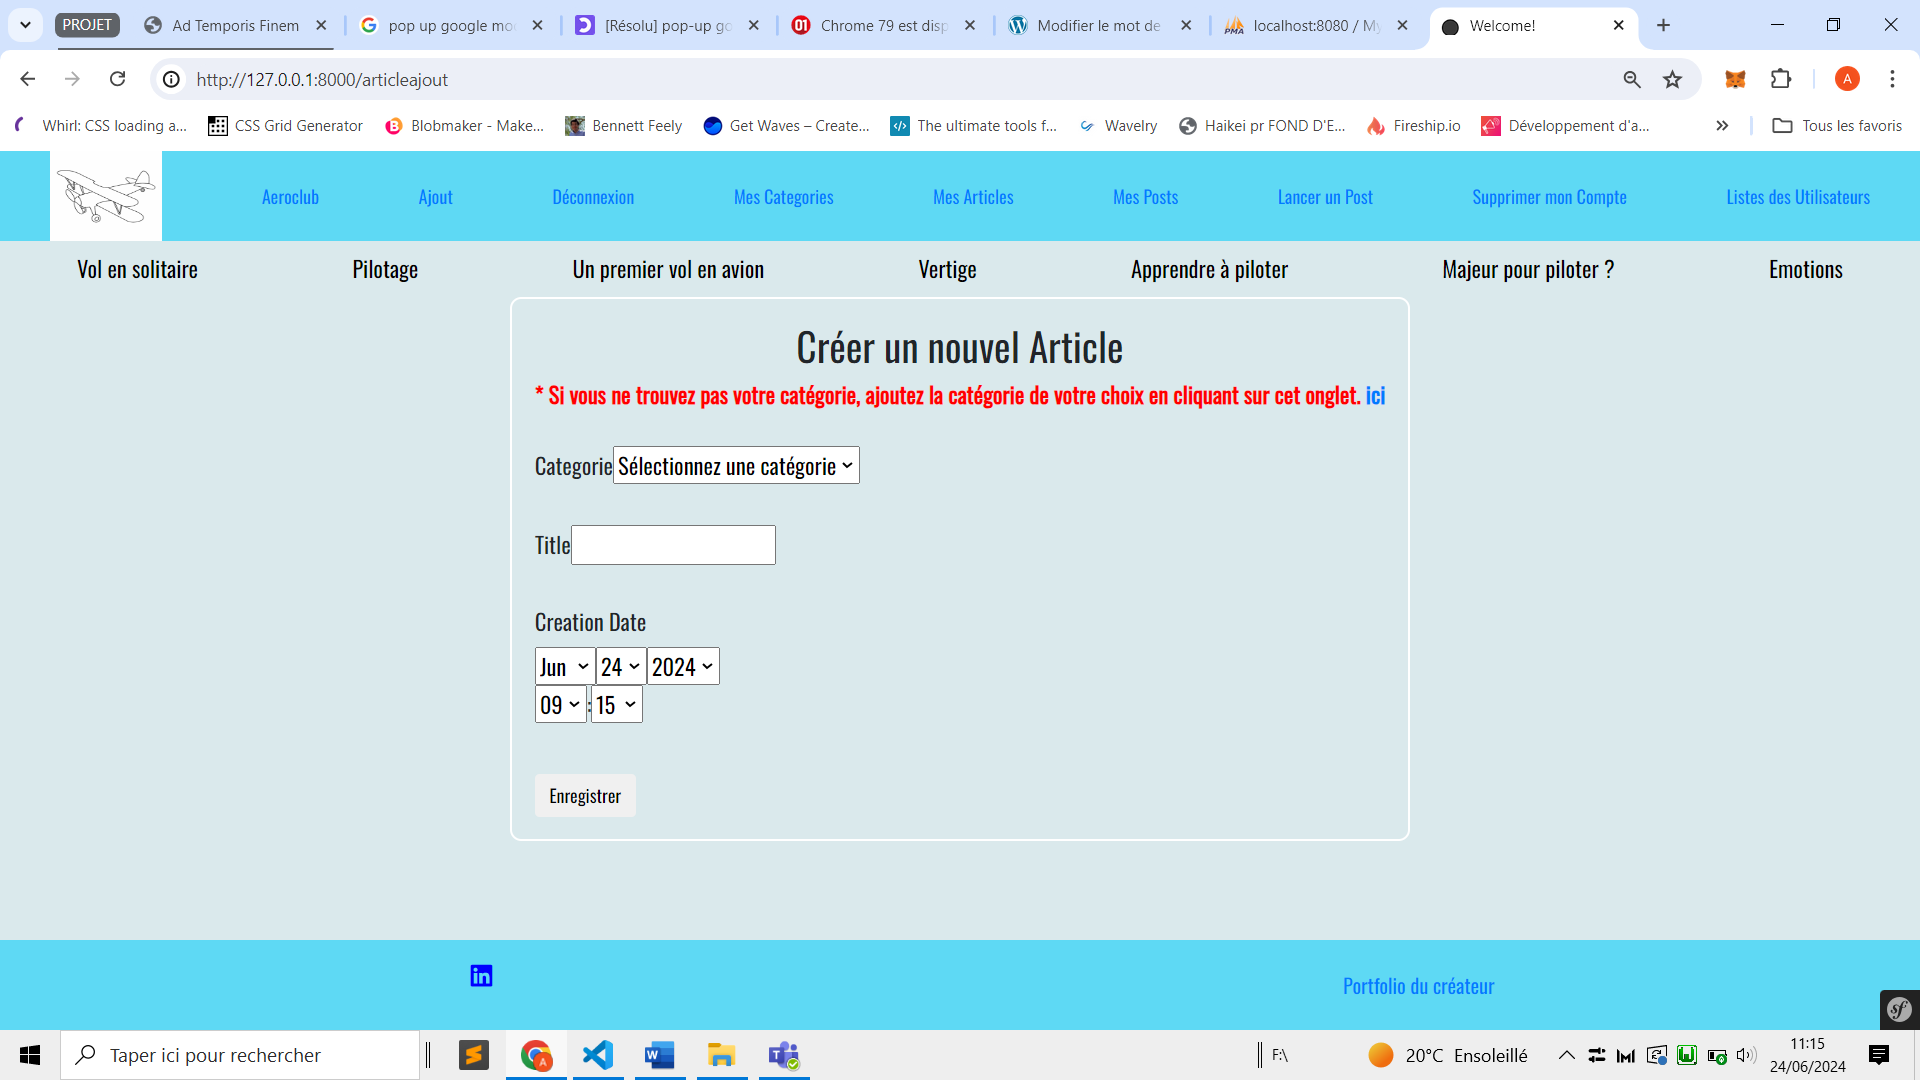 PROJET Ad Temporis Finem pop up google mo [Résolu] pop-up go Chrome 79 est disp Modifier le mot de localhost:8080 / My Welcome!
http://127.0.0.1:8000/articleajout A
Whirl: CSS loading a... CSS Grid Generator Blobmaker - Make... Bennett Feely Get Waves – Create... The ultimate tools f... Wavelry Haikei pr FOND D'E... Fireship.io Développement d'a... Tous les favoris
Aeroclub Ajout Déconnexion Mes Categories Mes Articles Mes Posts Lancer un Post Supprimer mon Compte Listes des Utilisateurs
Vol en solitaire Pilotage Un premier vol en avion Vertige Apprendre à piloter Majeur pour piloter ? Emotions
Créer un nouvel Article
* Si vous ne trouvez pas votre catégorie, ajoutez la catégorie de votre choix en cliquant sur cet onglet. ici
Categorie Sélectionnez une catégorie
Title
Creation Date
Jun 24 2024
09 : 15
Enregistrer
in
Portfolio du créateur
sf
Taper ici pour rechercher F:\ 20°C Ensoleillé 11:15
24/06/2024